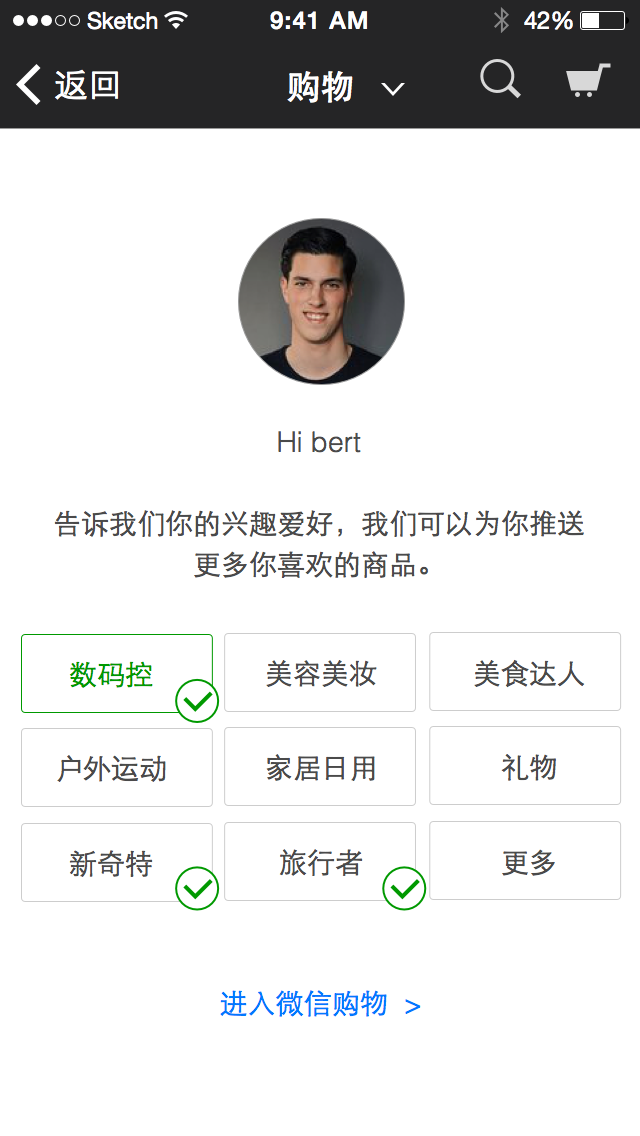 Sketch 9:41 AM 42%
返回 购物
Hi bert
告诉我们你的兴趣爱好，我们可以为你推送
更多你喜欢的商品。
数码控 美容美妆 美食达人
户外运动 家居日用 礼物
新奇特 旅行者 更多
进入微信购物 >